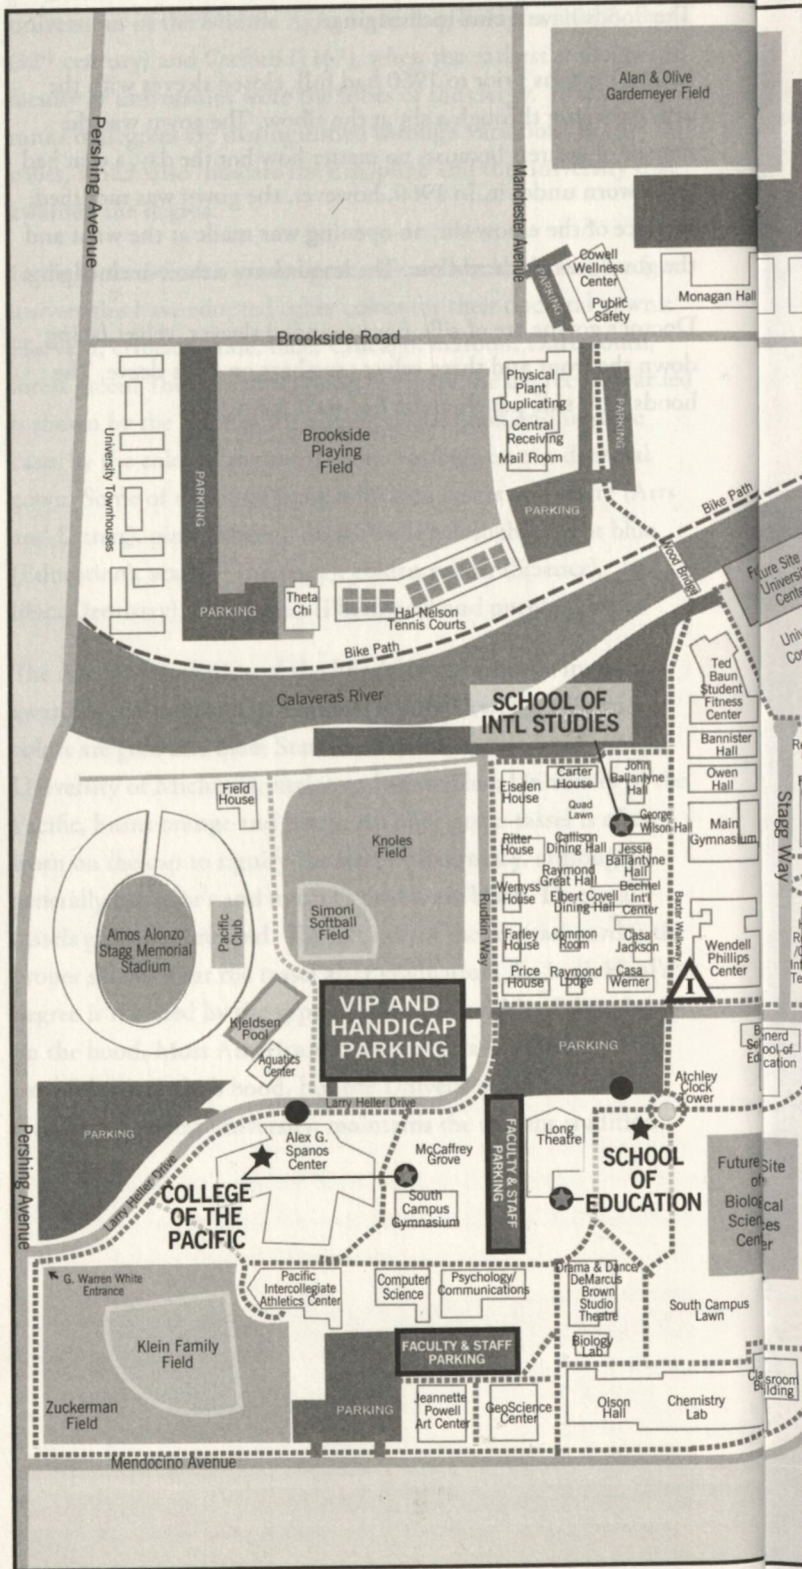 Alan & Olive
Gardemeyer Field
Pershing Avenue
Manchester Avenue
PARKING
Cowell
Wellness
Center
Public
Safety
Monagan Hall
Brookside Road
University Townhouses
PARKING
Brookside
Playing
Field
Physical
Plant
Duplicating
Central
Receiving
Mail Room
PARKING
PARKING
Bike Path
Wood Bridge
PARKING
Theta
Chi
Hal Nelson
Tennis Courts
Bike Path
Calaveras River
SCHOOL OF
INTL STUDIES
Ted
Baun
Student
Fitness
Center
Bannister
Hall
Owen
Hall
Main
Gymnasium
Stagg Way
Field
House
Knoles
Field
Simoni
Softball
Field
Amos Alonzo
Stagg Memorial
Stadium
Pacific
Club
Rudkin Way
Eiselen
House
Carter
House
John
Ballantyne
Hall
Quad
Lawn
George
Wilson Hall
Ritter
House
Callison
Dining Hall
Jessie
Ballantyne
Hall
Raymond
Great Hall
Wemyss
House
Elbert Covell
Dining Hall
Bechtel
Int'l
Center
Farley
House
Common
Room
Casa
Jackson
Price
House
Raymond
Lodge
Casa
Werner
Baxter Walkway
Wendell
Phillips
Center
I
Kjeldsen
Pool
Aquatics
Center
VIP AND
HANDICAP
PARKING
PARKING
Atchley
Clock
Tower
Larry Heller Drive
PARKING
Larry Heller Drive
Pershing Avenue
Alex G.
Spanos
Center
COLLEGE
OF THE
PACIFIC
McCaffrey
Grove
South
Campus
Gymnasium
FACULTY & STAFF
PARKING
Long
Theatre
SCHOOL
OF
EDUCATION
Future Site
of
Biological
Sciences
Center
G. Warren White
Entrance
Pacific
Intercollegiate
Athletics Center
Computer
Science
Psychology/
Communications
Drama & Dance/
DeMarcus
Brown
Studio
Theatre
Biology
Lab
South Campus
Lawn
Klein Family
Field
Zuckerman
Field
FACULTY & STAFF
PARKING
PARKING
Jeannette
Powell
Art Center
GeoScience
Center
Olson
Hall
Chemistry
Lab
Mendocino Avenue